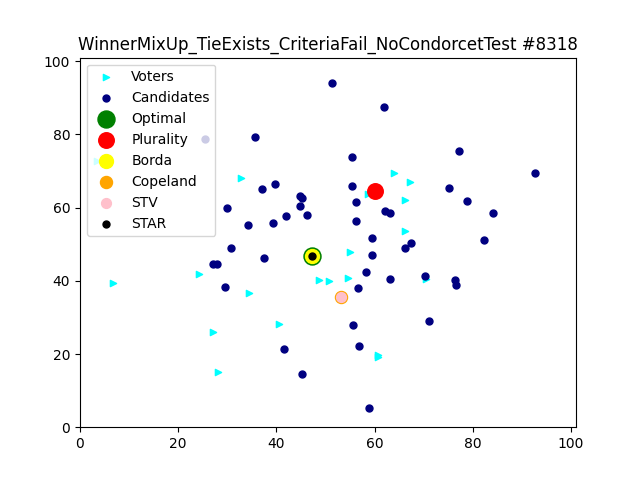 WinnerMixUp_TieExists_CriteriaFail_NoCondorcetTest #8318
100
80
60
40
20
0
0 20 40 60 80 100
Voters
Candidates
Optimal
Plurality
Borda
Copeland
STV
STAR